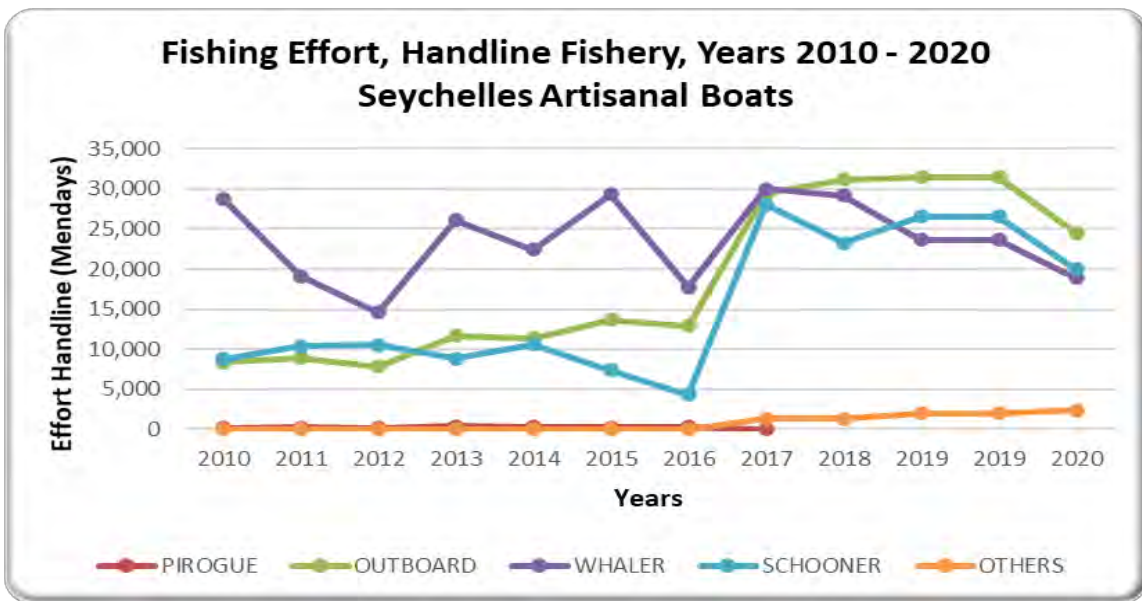 Fishing Effort, Handline Fishery, Years 2010 - 2020
Seychelles Artisanal Boats
Effort Handline (Mendays)
35,000
30,000
25,000
20,000
15,000
10,000
5,000
0
2010 2011 2012 2013 2014 2015 2016 2017 2018 2019 2019 2020
Years
PIROGUE OUTBOARD WHALER SCHOONER OTHERS